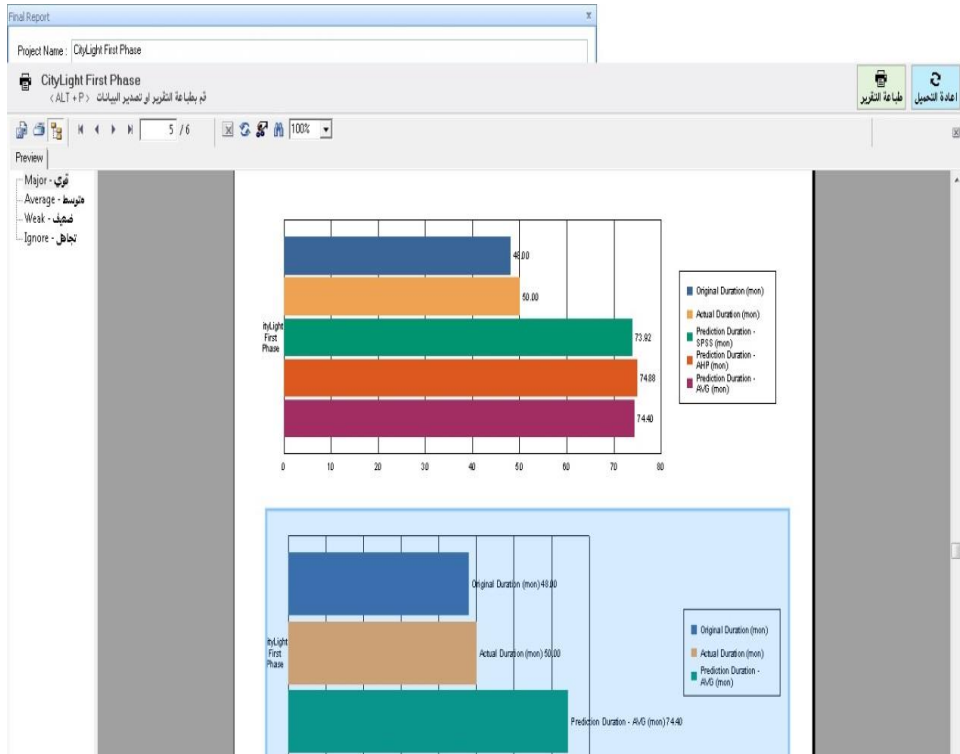 Final Report
x
Project Name : CityLight First Phase
CityLight First Phase
قم بطباعة التقرير او تصدير البيانات < ALT + P >
طباعة التقرير
اعادة التحميل
5 / 6
100%
Preview
Major - قوي
Average - متوسط
Weak - ضعيف
Ignore - تجاهل
48.00
50.00
73.92
74.88
74.40
ityLight
First
Phase
0 10 20 30 40 50 60 70 80
Original Duration (mon)
Actual Duration (mon)
Prediction Duration -
SPSS (mon)
Prediction Duration -
AHP (mon)
Prediction Duration -
AVG (mon)
Original Duration (mon) 48.00
Actual Duration (mon) 50.00
Prediction Duration - AVG (mon) 74.40
ityLight
First
Phase
Original Duration (mon)
Actual Duration (mon)
Prediction Duration -
AVG (mon)